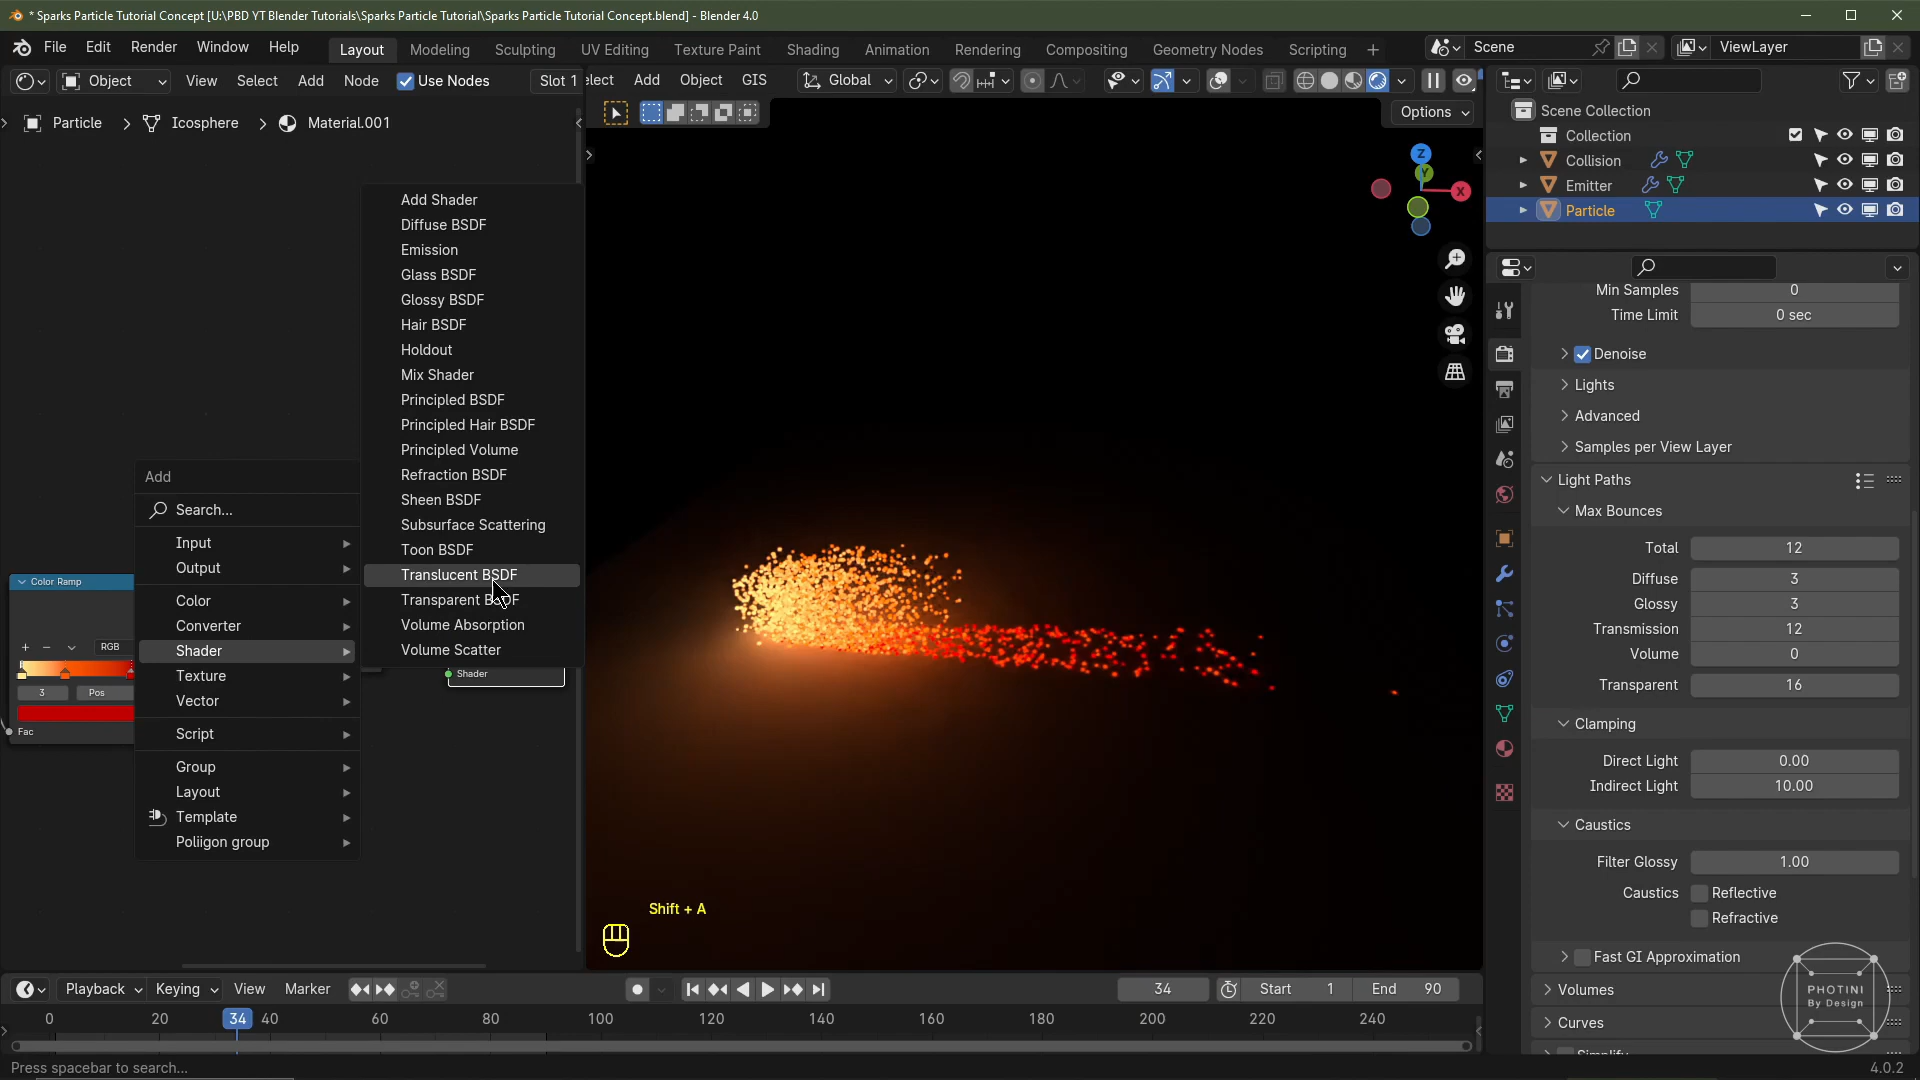 * Sparks Particle Tutorial Concept [U:\PBD YT Blender Tutorials\Sparks Particle Tutorial\Sparks Particle Tutorial Concept.blend] - Blender 4.0
File Edit Render Window Help Layout Modeling Sculpting UV Editing Texture Paint Shading Animation Rendering Compositing Geometry Nodes Scripting + Scene ViewLayer
Object View Select Add Node Use Nodes Slot 1 elect Add Object GIS Global
Particle > Icosphere > Material.001
Options
Z
Y
X
Scene Collection
Collection
Collision
Emitter
Particle
Add
Search...
Input
Output
Color
Converter
Shader
Texture
Vector
Script
Group
Layout
Template
Poliigon group
Add Shader
Diffuse BSDF
Emission
Glass BSDF
Glossy BSDF
Hair BSDF
Holdout
Mix Shader
Principled BSDF
Principled Hair BSDF
Principled Volume
Refraction BSDF
Sheen BSDF
Subsurface Scattering
Toon BSDF
Translucent BSDF
Transparent BSDF
Volume Absorption
Volume Scatter
Color Ramp
+ − RGB
3 Pos
Fac
Shader
Shift + A
Min Samples 0
Time Limit 0 sec
Denoise
Lights
Advanced
Samples per View Layer
Light Paths
Max Bounces
Total 12
Diffuse 3
Glossy 3
Transmission 12
Volume 0
Transparent 16
Clamping
Direct Light 0.00
Indirect Light 10.00
Caustics
Filter Glossy 1.00
Caustics Reflective
Refractive
Fast GI Approximation
Volumes
Curves
PHOTINI
By Design
Playback Keying View Marker 34 Start 1 End 90
0 20 34 40 60 80 100 120 140 160 180 200 220 240
Press spacebar to search...
4.0.2